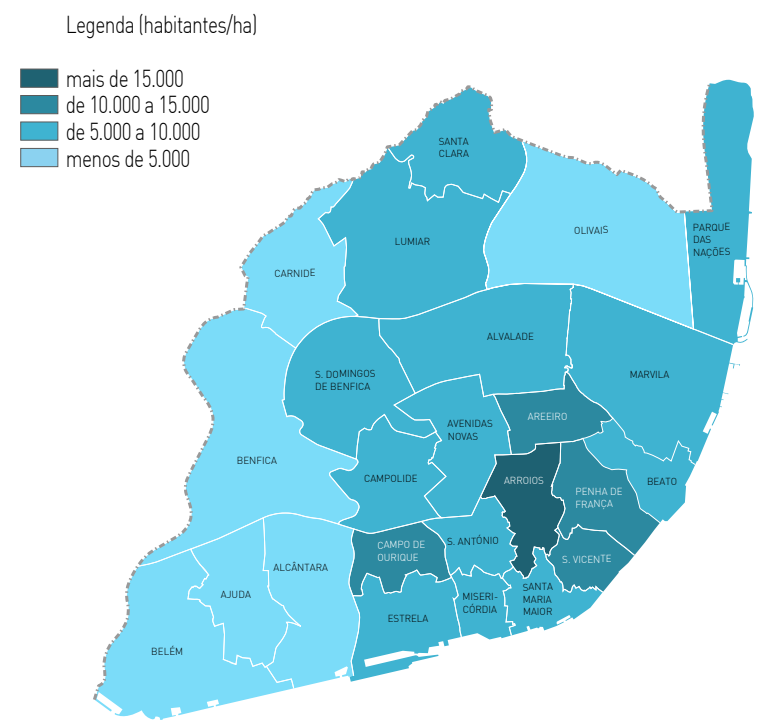 Legenda (habitantes/ha)
mais de 15.000
de 10.000 a 15.000
de 5.000 a 10.000
menos de 5.000
SANTA
CLARA
OLIVAIS
PARQUE
DAS
NAÇÕES
LUMIAR
CARNIDE
ALVALADE
S. DOMINGOS
DE BENFICA
MARVILA
AREEIRO
AVENIDAS
NOVAS
BENFICA
CAMPOLIDE
ARROIOS
BEATO
PENHA DE
FRANÇA
CAMPO DE
OURIQUE
S. ANTÓNIO
S. VICENTE
ALCÂNTARA
AJUDA
SANTA
MARIA
MAIOR
MISERI-
CÓRDIA
ESTRELA
BELÉM